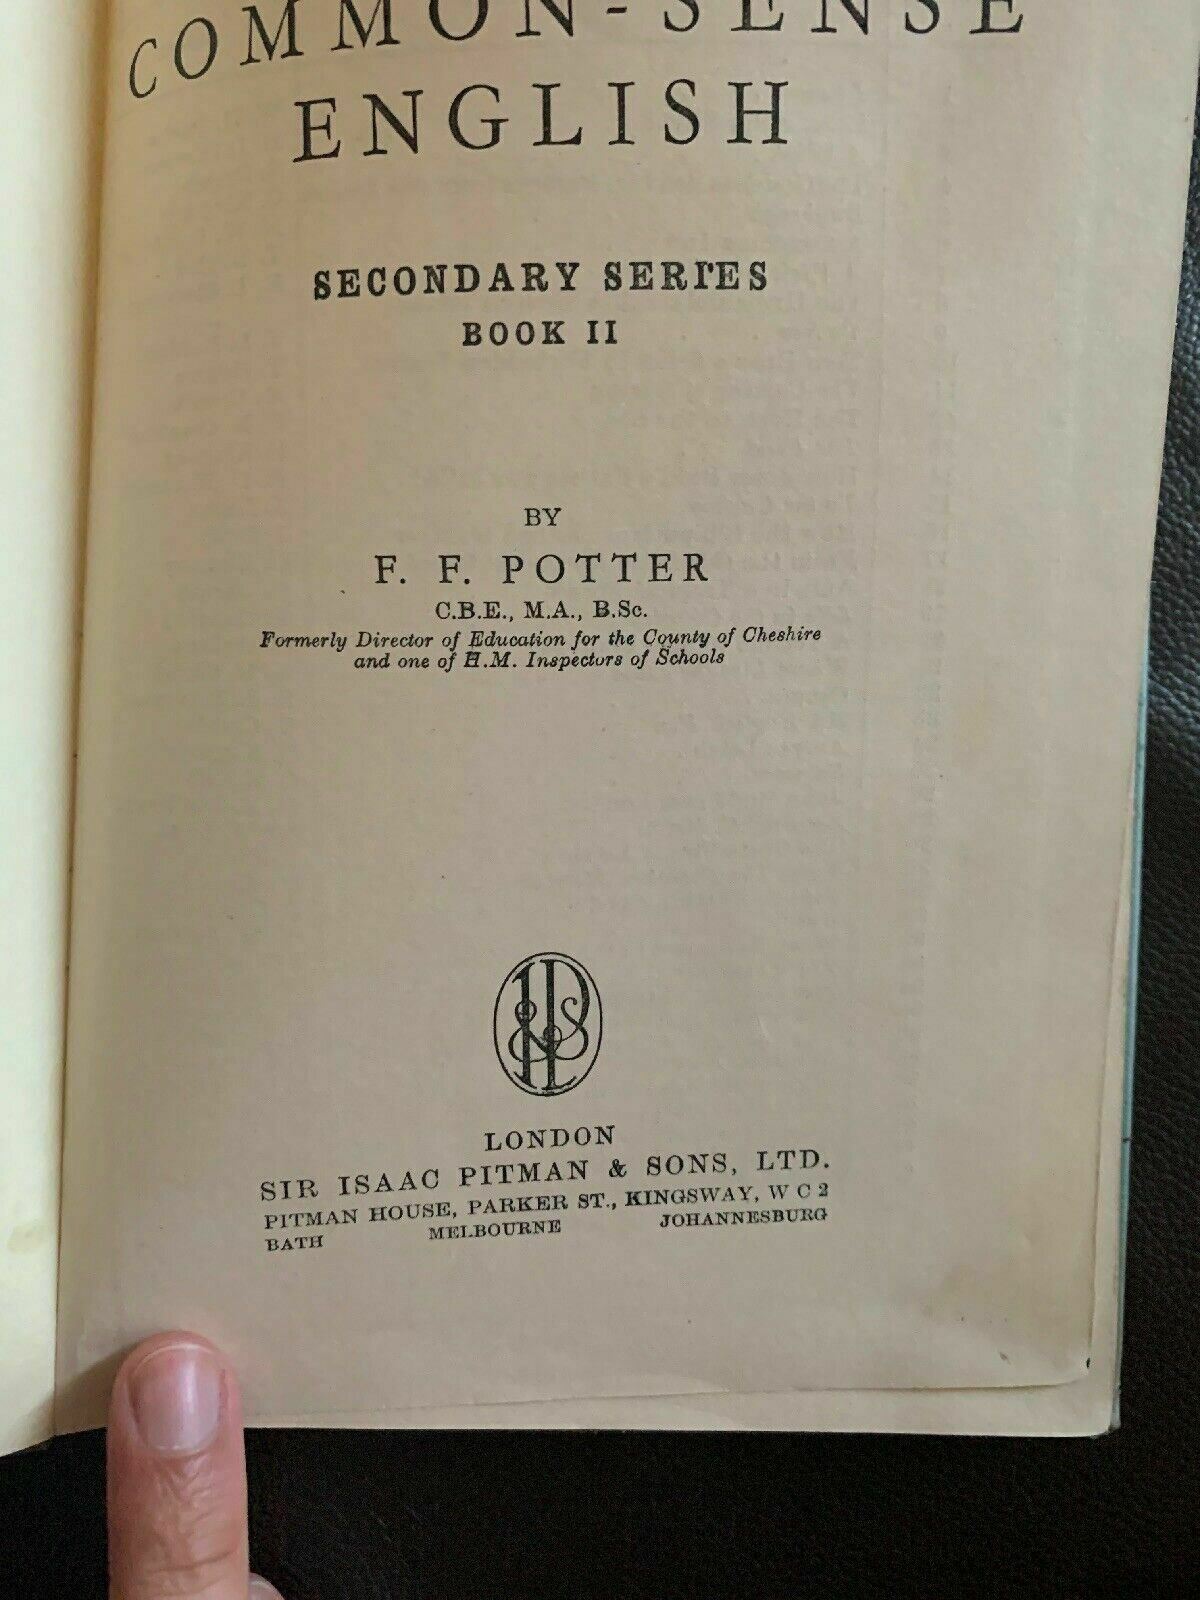 COMMON-SENSE
ENGLISH
SECONDARY SERIES
BOOK II
BY
F. F. POTTER
C.B.E., M.A., B.Sc.
Formerly Director of Education for the County of Cheshire
and one of H.M. Inspectors of Schools
LONDON
SIR ISAAC PITMAN & SONS, LTD.
PITMAN HOUSE, PARKER ST., KINGSWAY, W C 2
BATH MELBOURNE JOHANNESBURG